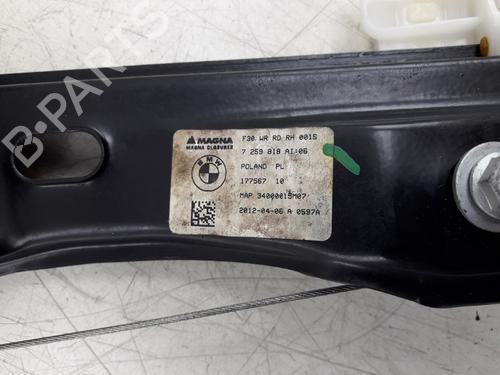 MAGNA
MAGNA CLOSURES
BMW
F30 WR RD RH 001S
7 259 818 AI:06
POLAND PL
177567 10
MAP 34000015M07
2012-04-06 A 0597A
B-PARTS